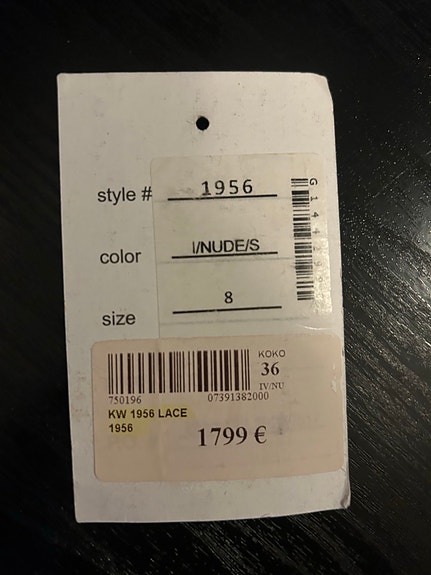 style # 1956
color I/NUDE/S
size 8
KOKO
36
IV/NU
750196 07391382000
KW 1956 LACE
1956
1799 €